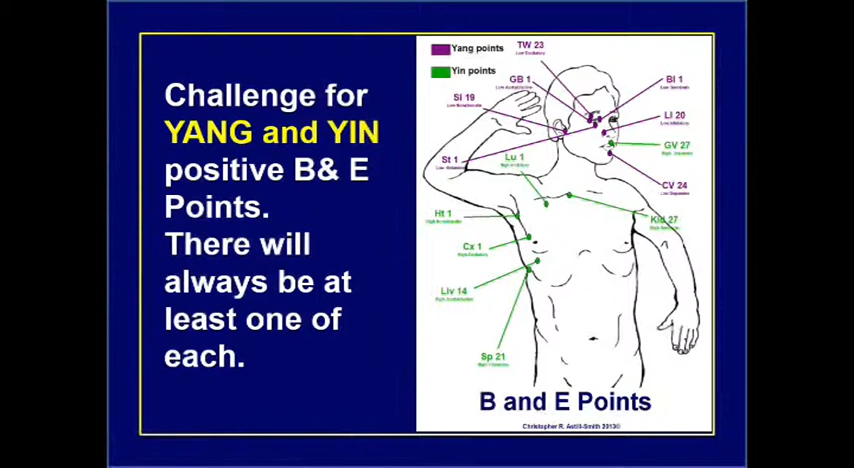 Challenge for
YANG and YIN
positive B& E
Points.
There will
always be at
least one of
each.
Yang points
Yin points
TW 23
GB 1
SI 19
St 1
BI 1
LI 20
GV 27
CV 24
Lu 1
Ht 1
Cx 1
Liv 14
Sp 21
Kid 27
B and E Points
Christopher R. Astill-Smith 2013©